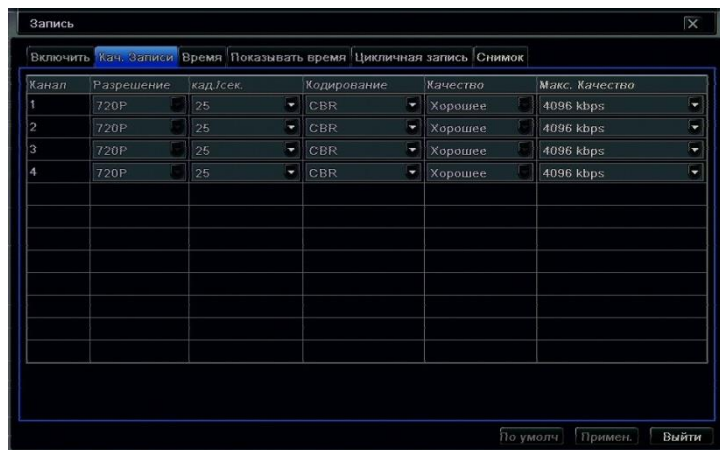 Запись
Включить Кач. Записи Время Показывать время Цикличная запись Снимок
Канал Разрешение кад./сек. Кодирование Качество Макс. Качество
1 720P 25 CBR Хорошее 4096 kbps
2 720P 25 CBR Хорошее 4096 kbps
3 720P 25 CBR Хорошее 4096 kbps
4 720P 25 CBR Хорошее 4096 kbps
По умолч Примен. Выйти